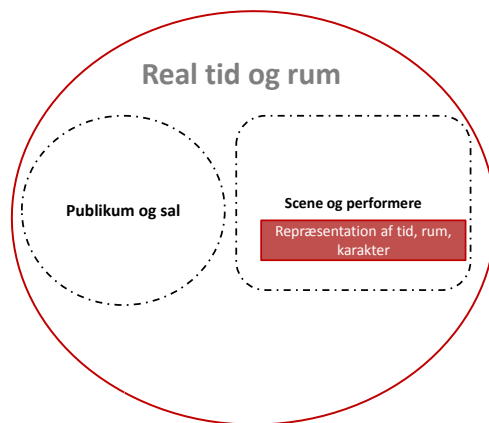 Real tid og rum
Publikum og sal
Scene og performere
Repræsentation af tid, rum,
karakter